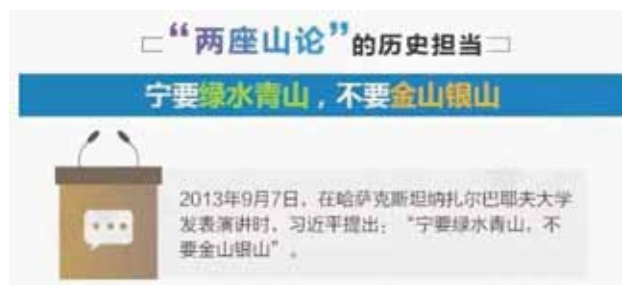 “两座山论”的历史担当
宁要绿水青山，不要金山银山
2013年9月7日，在哈萨克斯坦纳扎尔巴耶夫大学
发表演讲时，习近平提出：“宁要绿水青山，不
要金山银山”。